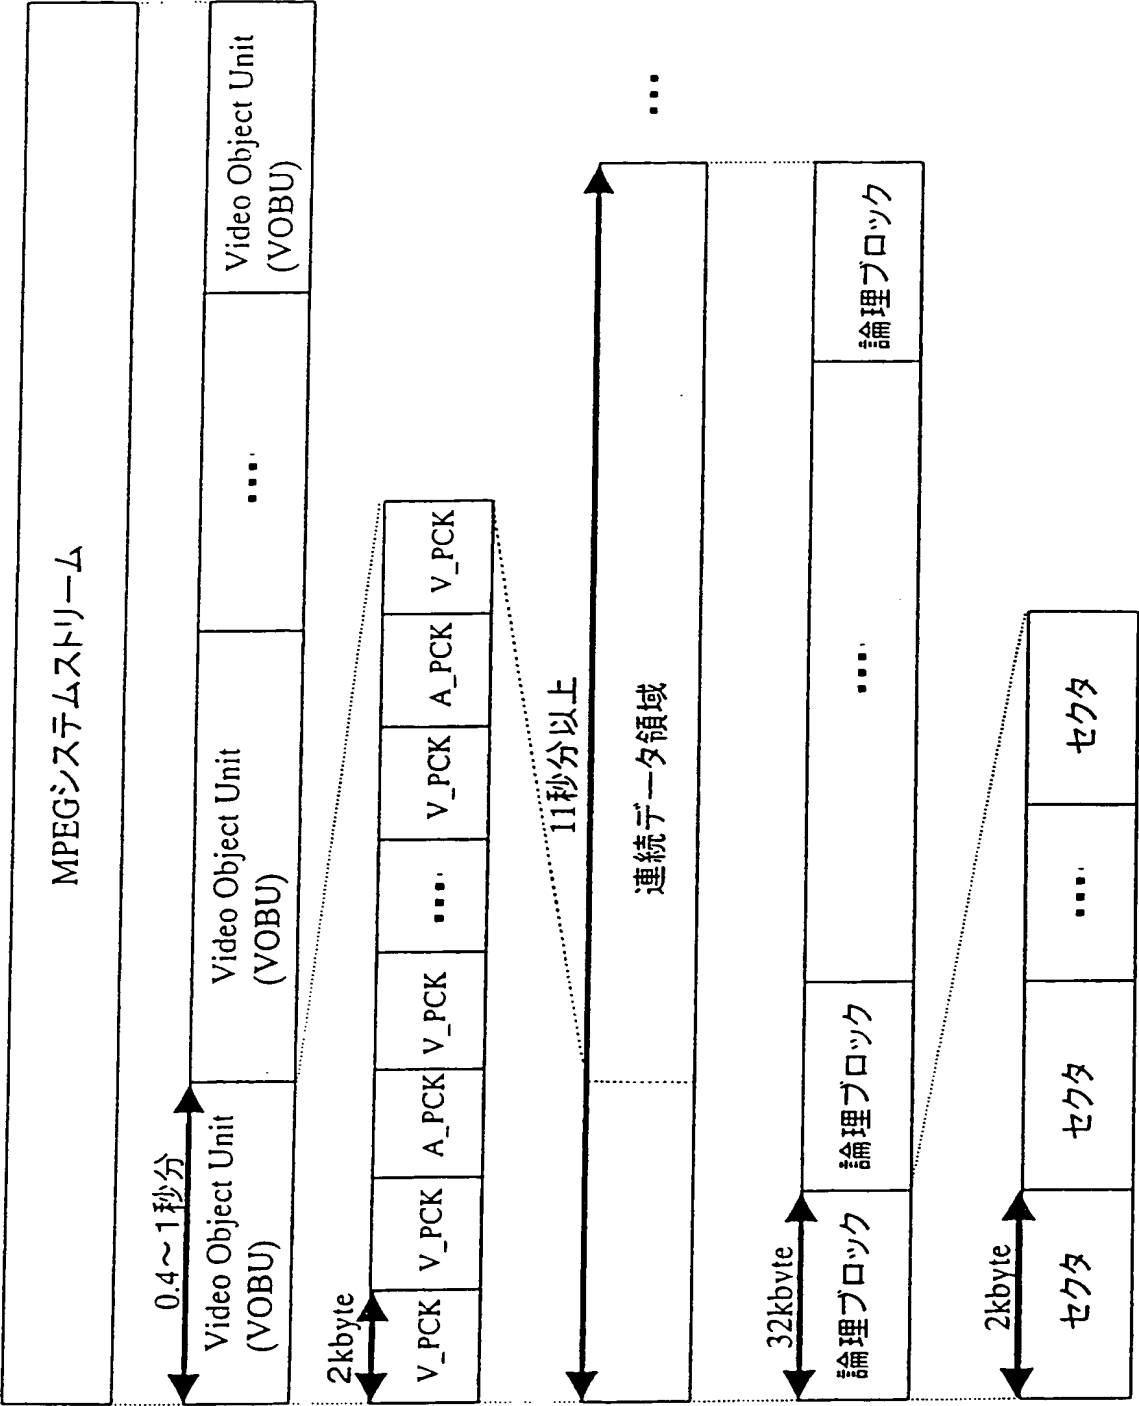 MPEGシステムストリーム
0.4～1秒分
Video Object Unit
(VOBU)
Video Object Unit
(VOBU)
....
Video Object Unit
(VOBU)
2kbyte
V_PCK
V_PCK
A_PCK
V_PCK
....
V_PCK
A_PCK
V_PCK
11秒分以上
連続データ領域
...
32kbyte
論理ブロック
論理ブロック
....
論理ブロック
2kbyte
セクタ
セクタ
....
セクタ